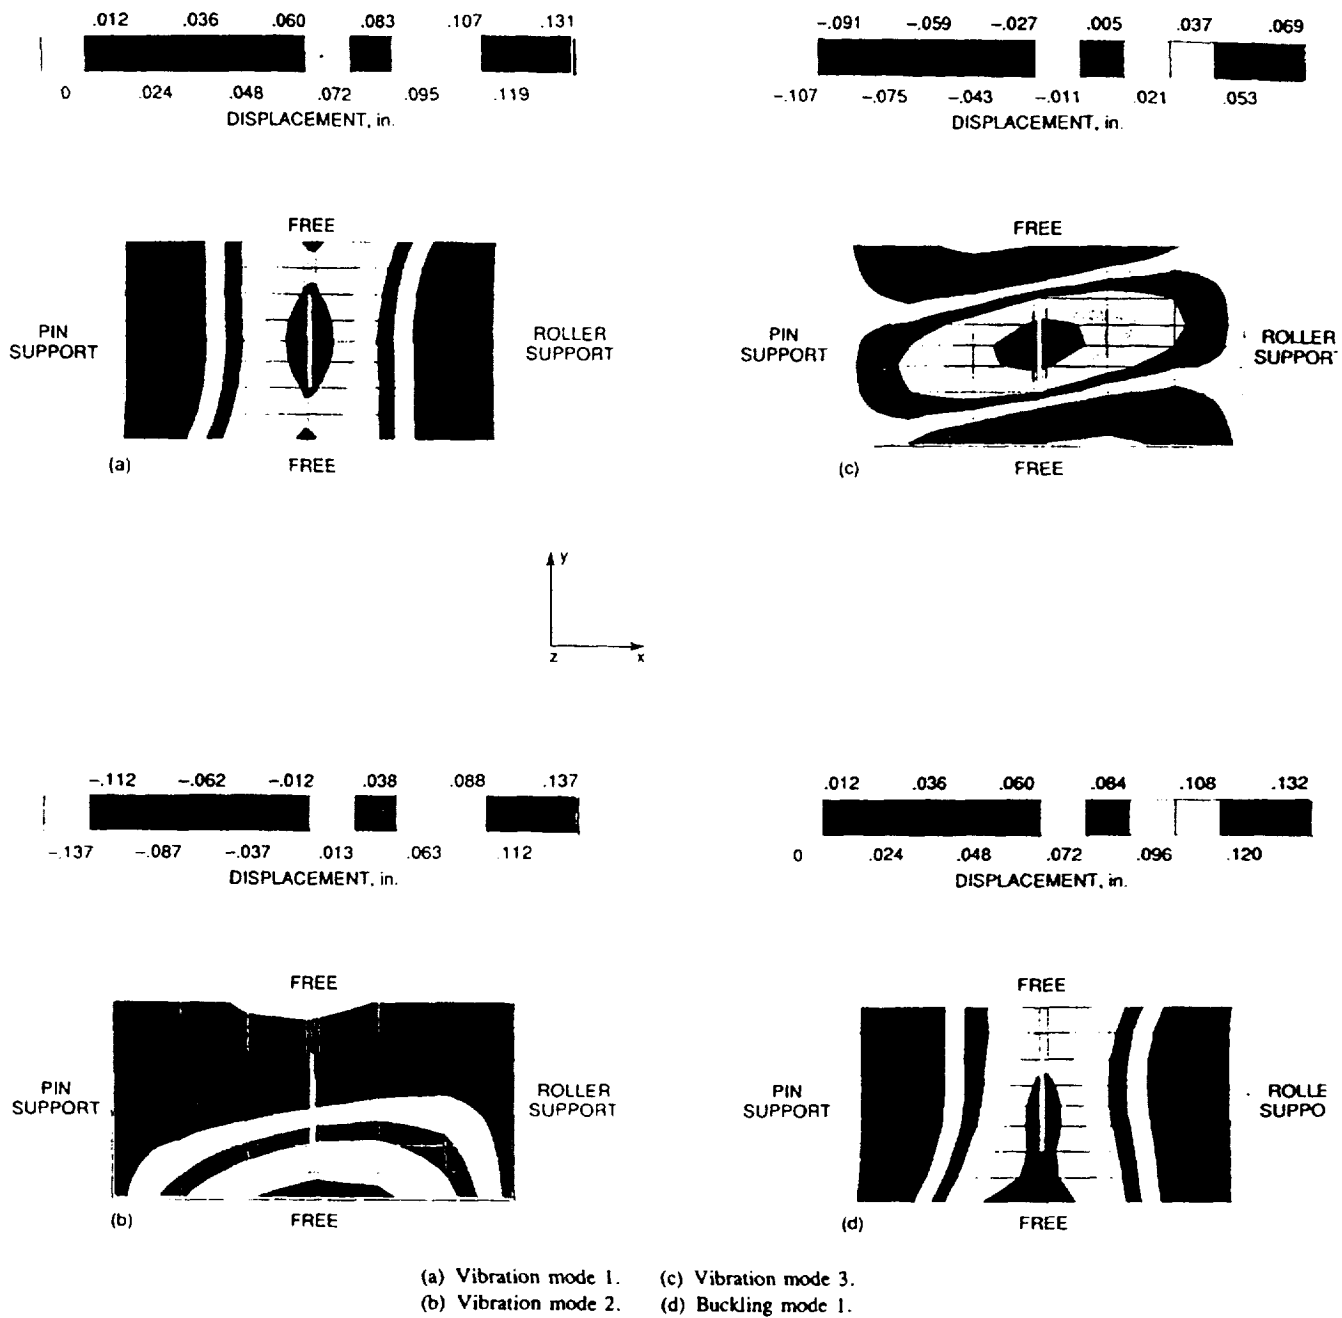 .012 .036 .060 .083 .107 .131
0 .024 .048 .072 .095 .119
DISPLACEMENT, in.
FREE
PIN
SUPPORT
ROLLER
SUPPORT
(a)
FREE
-.091 -.059 -.027 .005 .037 .069
-.107 -.075 -.043 -.011 .021 .053
DISPLACEMENT, in.
FREE
PIN
SUPPORT
ROLLER
SUPPORT
(c)
FREE
y
z x
-.112 -.062 -.012 .038 .088 .137
-.137 -.087 -.037 .013 .063 .112
DISPLACEMENT, in.
FREE
PIN
SUPPORT
ROLLER
SUPPORT
(b)
FREE
.012 .036 .060 .084 .108 .132
0 .024 .048 .072 .096 .120
DISPLACEMENT, in.
FREE
PIN
SUPPORT
ROLLE
SUPPO
(d)
FREE
(a) Vibration mode 1. (c) Vibration mode 3.
(b) Vibration mode 2. (d) Buckling mode 1.